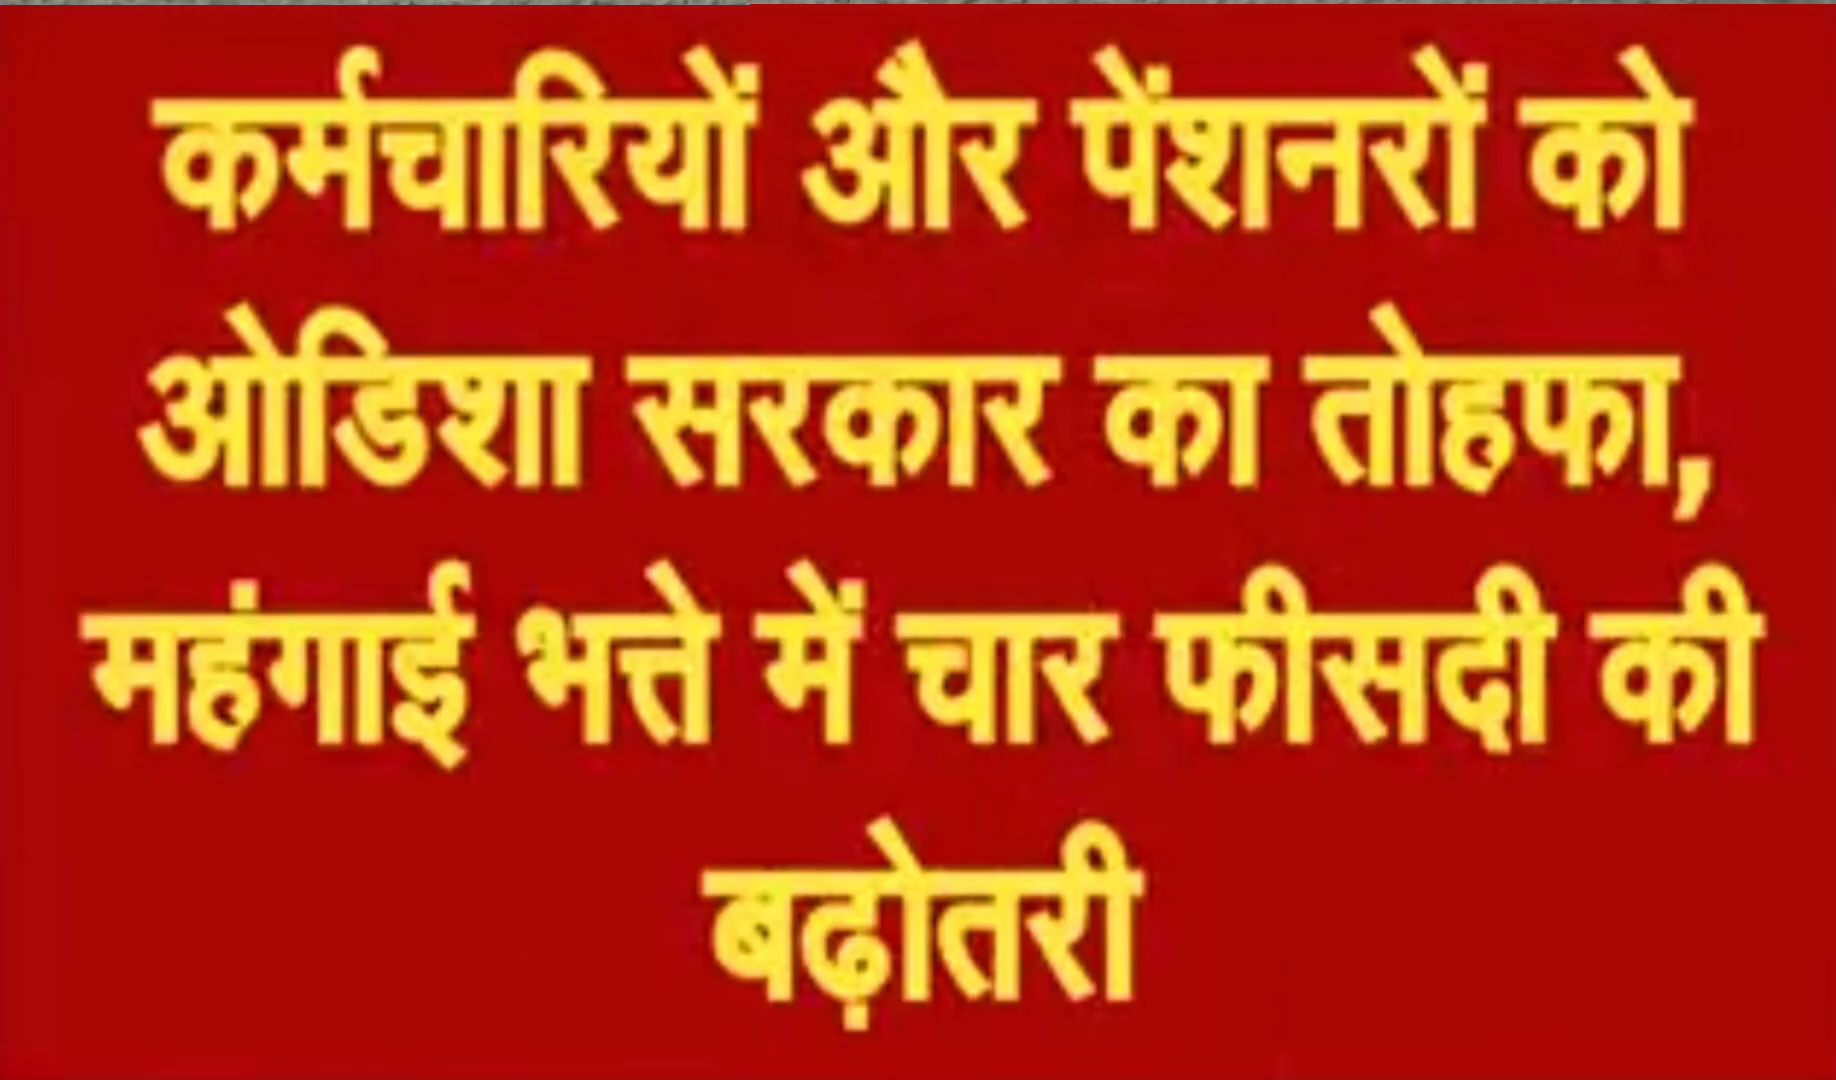 कर्मचारियों और पेंशनरों को
ओडिशा सरकार का तोहफा,
महंगाई भत्ते में चार फीसदी की
बढ़ोतरी